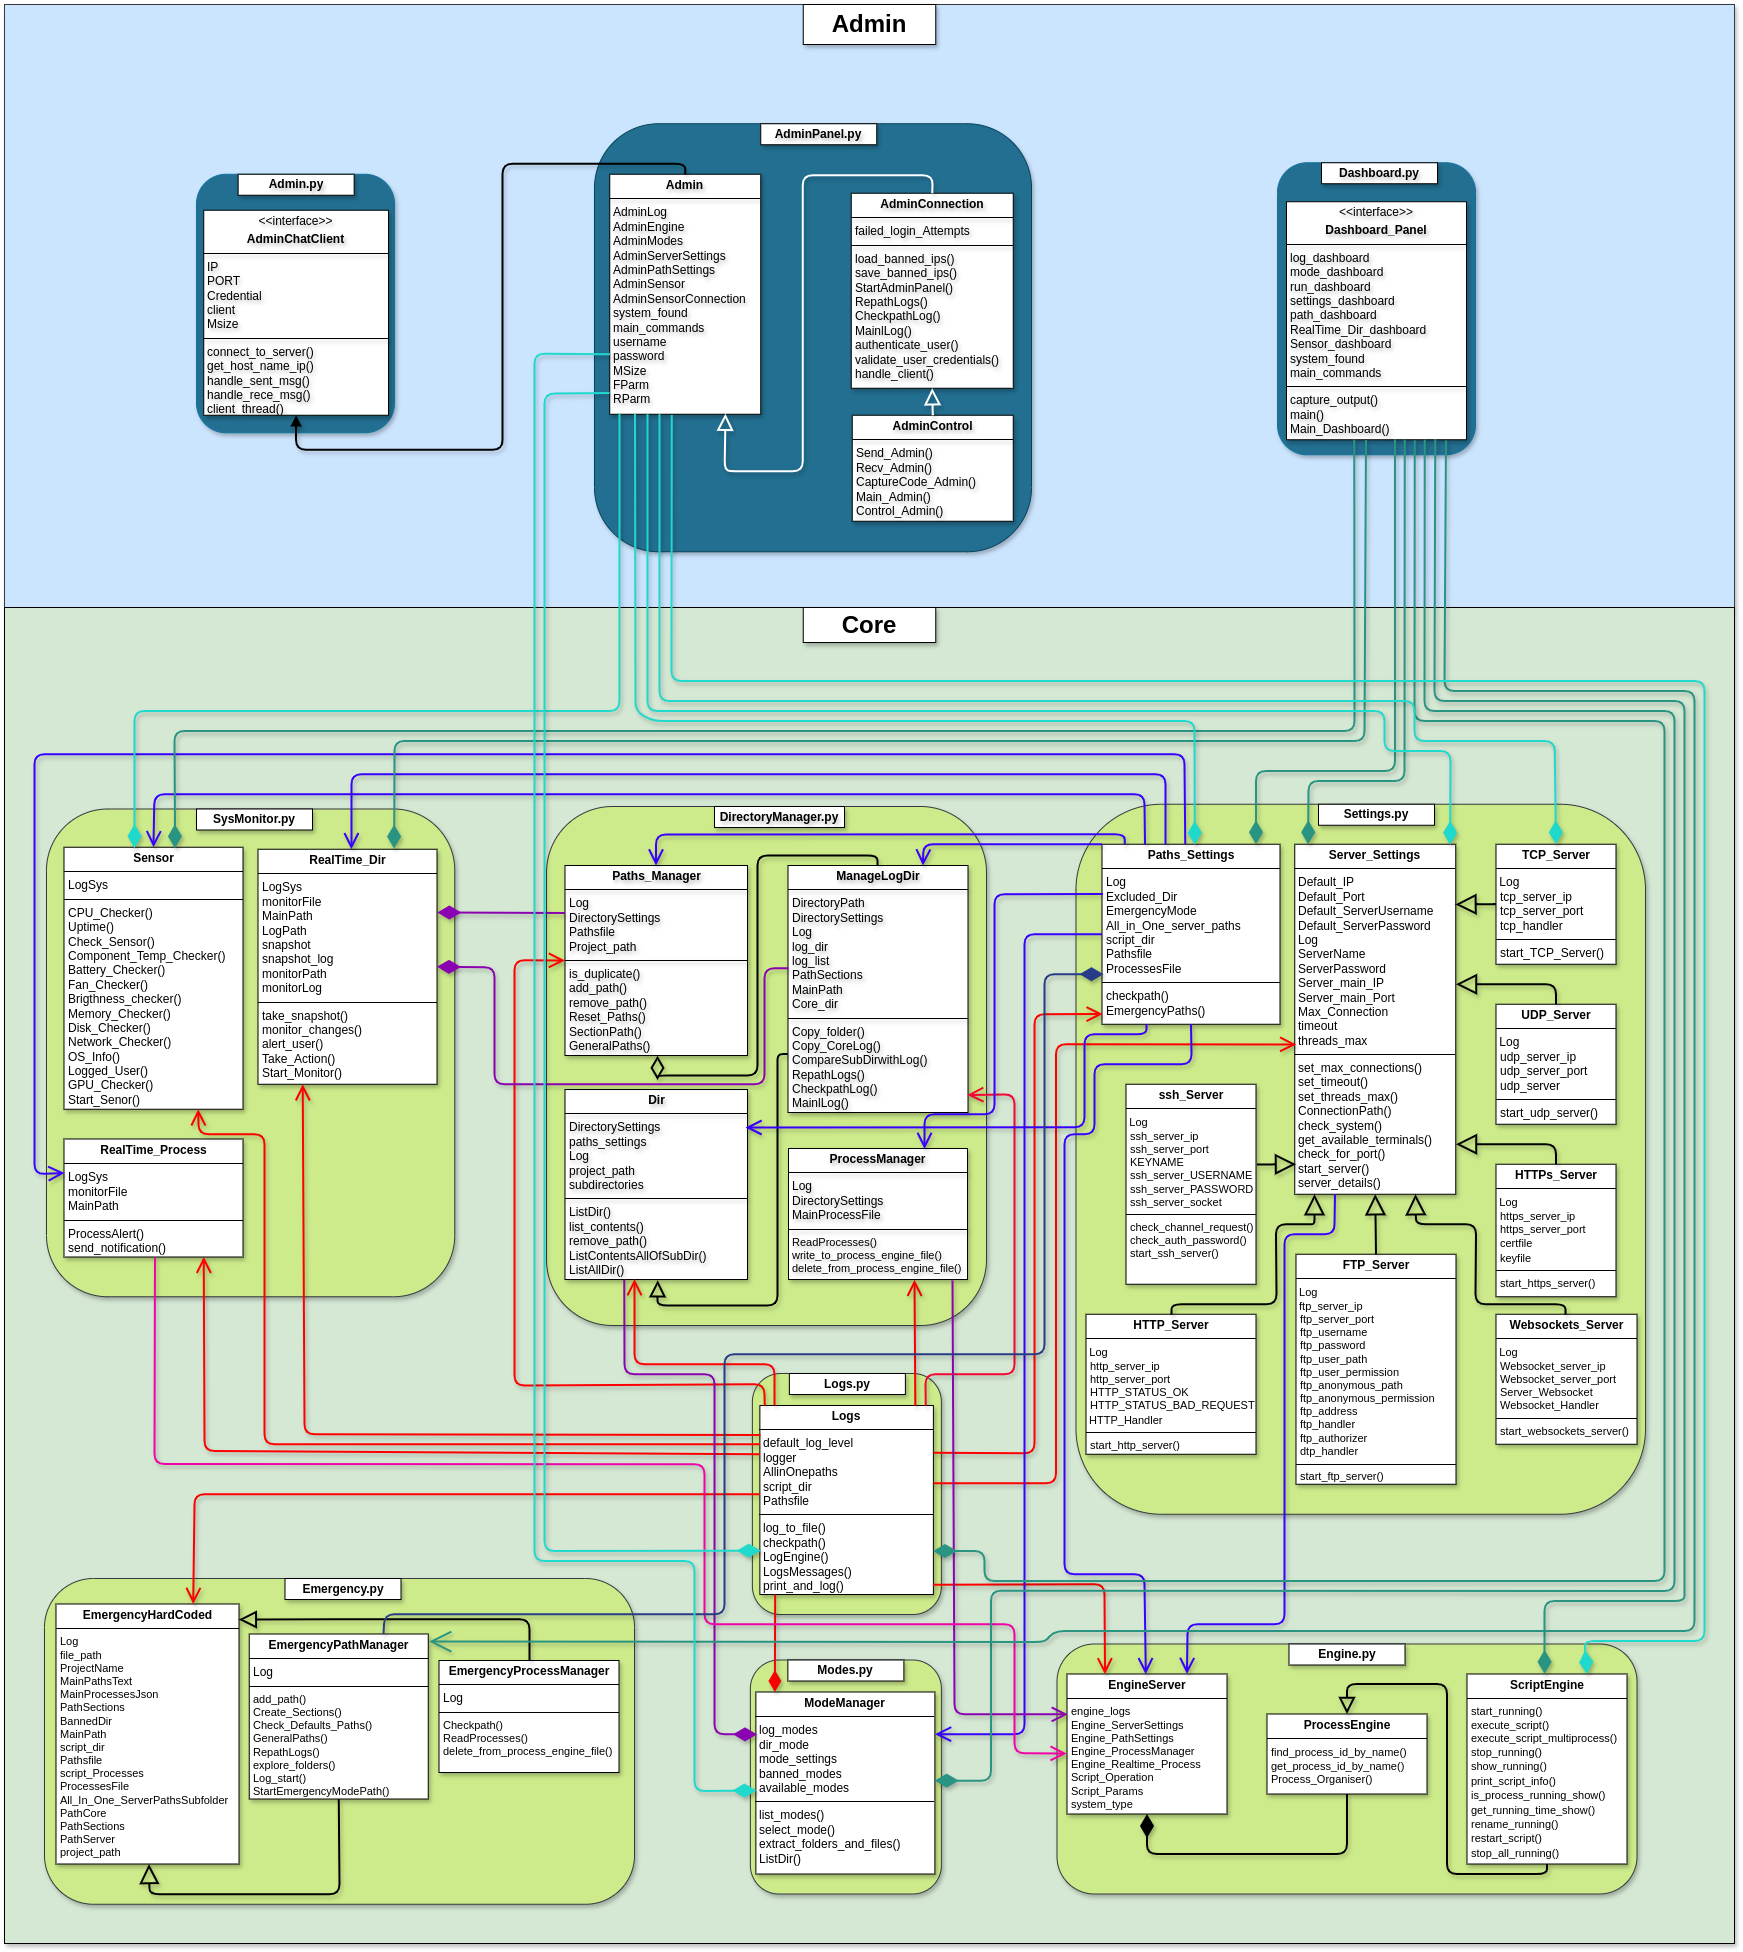 Admin
AdminPanel.py
Admin
AdminLog
AdminEngine
AdminModes
AdminServerSettings
AdminPathSettings
AdminSensor
AdminSensorConnection
system_found
main_commands
username
password
MSize
FParm
RParm
AdminConnection
failed_login_Attempts
load_banned_ips()
save_banned_ips()
StartAdminPanel()
RepathLogs()
CheckpathLog()
MainlLog()
authenticate_user()
validate_user_credentials()
handle_client()
AdminControl
Send_Admin()
Recv_Admin()
CaptureCode_Admin()
Main_Admin()
Control_Admin()
Admin.py
<<interface>>
AdminChatClient
IP
PORT
Credential
client
Msize
connect_to_server()
get_host_name_ip()
handle_sent_msg()
handle_rece_msg()
client_thread()
Dashboard.py
<<interface>>
Dashboard_Panel
log_dashboard
mode_dashboard
run_dashboard
settings_dashboard
path_dashboard
RealTime_Dir_dashboard
Sensor_dashboard
system_found
main_commands
capture_output()
main()
Main_Dashboard()
Core
SysMonitor.py
Sensor
LogSys
CPU_Checker()
Uptime()
Check_Sensor()
Component_Temp_Checker()
Battery_Checker()
Fan_Checker()
Brigthness_checker()
Memory_Checker()
Disk_Checker()
Network_Checker()
OS_Info()
Logged_User()
GPU_Checker()
Start_Senor()
RealTime_Dir
LogSys
monitorFile
MainPath
LogPath
snapshot
snapshot_log
monitorPath
monitorLog
take_snapshot()
monitor_changes()
alert_user()
Take_Action()
Start_Monitor()
RealTime_Process
LogSys
monitorFile
MainPath
ProcessAlert()
send_notification()
DirectoryManager.py
Paths_Manager
Log
DirectorySettings
Pathsfile
Project_path
is_duplicate()
add_path()
remove_path()
Reset_Paths()
SectionPath()
GeneralPaths()
ManageLogDir
DirectoryPath
DirectorySettings
Log
log_dir
log_list
PathSections
MainPath
Core_dir
Copy_folder()
Copy_CoreLog()
CompareSubDirwithLog()
RepathLogs()
CheckpathLog()
MainlLog()
Dir
DirectorySettings
paths_settings
Log
project_path
subdirectories
ListDir()
list_contents()
remove_path()
ListContentsAllOfSubDir()
ListAllDir()
ProcessManager
Log
DirectorySettings
MainProcessFile
ReadProcesses()
write_to_process_engine_file()
delete_from_process_engine_file()
Settings.py
Paths_Settings
Log
Excluded_Dir
EmergencyMode
All_in_One_server_paths
script_dir
Pathsfile
ProcessesFile
checkpath()
EmergencyPaths()
Server_Settings
Default_IP
Default_Port
Default_ServerUsername
Default_ServerPassword
Log
ServerName
ServerPassword
Server_main_IP
Server_main_Port
Max_Connection
timeout
threads_max
set_max_connections()
set_timeout()
set_threads_max()
ConnectionPath()
check_system()
get_available_terminals()
check_for_port()
start_server()
server_details()
TCP_Server
Log
tcp_server_ip
tcp_server_port
tcp_handler
start_TCP_Server()
UDP_Server
Log
udp_server_ip
udp_server_port
udp_server
start_udp_server()
ssh_Server
Log
ssh_server_ip
ssh_server_port
KEYNAME
ssh_server_USERNAME
ssh_server_PASSWORD
ssh_server_socket
check_channel_request()
check_auth_password()
start_ssh_server()
HTTPs_Server
Log
https_server_ip
https_server_port
certfile
keyfile
start_https_server()
HTTP_Server
Log
http_server_ip
http_server_port
HTTP_STATUS_OK
HTTP_STATUS_BAD_REQUEST
HTTP_Handler
start_http_server()
FTP_Server
Log
ftp_server_ip
ftp_server_port
ftp_username
ftp_password
ftp_user_path
ftp_user_permission
ftp_anonymous_path
ftp_anonymous_permission
ftp_address
ftp_handler
ftp_authorizer
dtp_handler
start_ftp_server()
Websockets_Server
Log
Websocket_server_ip
Websocket_server_port
Server_Websocket
Websocket_Handler
start_websockets_server()
Logs.py
Logs
default_log_level
logger
AllinOnepaths
script_dir
Pathsfile
log_to_file()
checkpath()
LogEngine()
LogsMessages()
print_and_log()
Emergency.py
EmergencyHardCoded
Log
file_path
ProjectName
MainPathsText
MainProcessesJson
PathSections
BannedDir
MainPath
script_dir
Pathsfile
script_Processes
ProcessesFile
All_In_One_ServerPathsSubfolder
PathCore
PathSections
PathServer
project_path
EmergencyPathManager
Log
add_path()
Create_Sections()
Check_Defaults_Paths()
GeneralPaths()
RepathLogs()
explore_folders()
Log_start()
StartEmergencyModePath()
EmergencyProcessManager
Log
Checkpath()
ReadProcesses()
delete_from_process_engine_file()
Modes.py
ModeManager
log_modes
dir_mode
mode_settings
banned_modes
available_modes
list_modes()
select_mode()
extract_folders_and_files()
ListDir()
Engine.py
EngineServer
engine_logs
Engine_ServerSettings
Engine_PathSettings
Engine_ProcessManager
Engine_Realtime_Process
Script_Operation
Script_Params
system_type
ProcessEngine
find_process_id_by_name()
get_process_id_by_name()
Process_Organiser()
ScriptEngine
start_running()
execute_script()
execute_script_multiprocess()
stop_running()
show_running()
print_script_info()
is_process_running_show()
get_running_time_show()
rename_running()
restart_script()
stop_all_running()